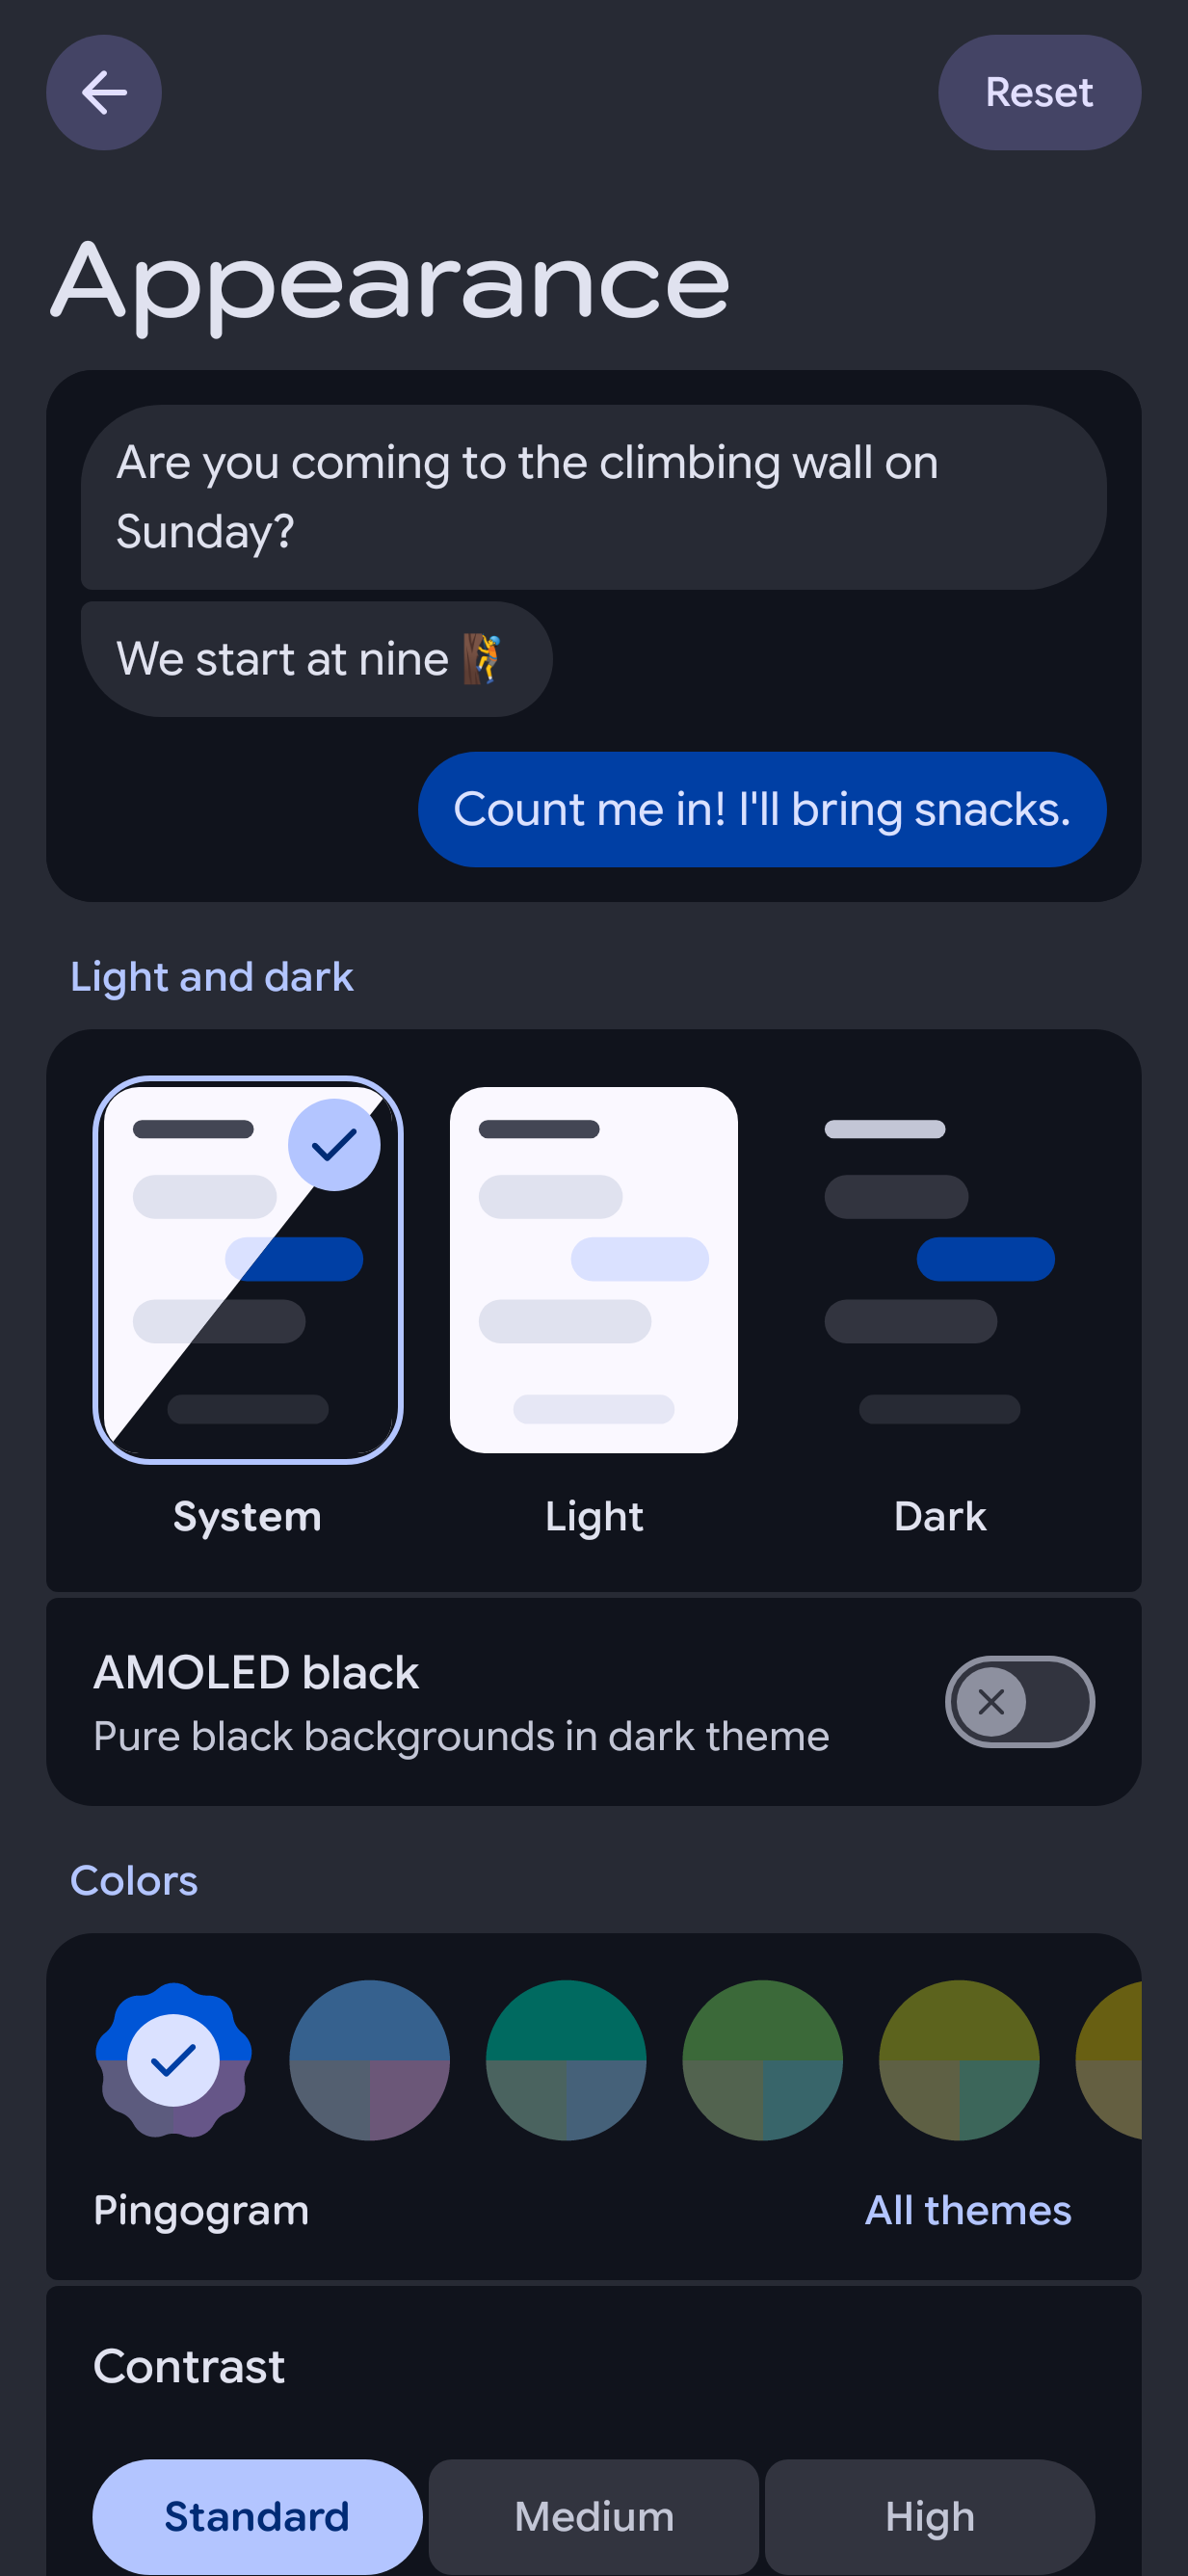 Reset
Appearance
Are you coming to the climbing wall on
Sunday?
We start at nine 🧗
Count me in! I'll bring snacks.
Light and dark
System
Light
Dark
AMOLED black
Pure black backgrounds in dark theme
Colors
Pingogram
All themes
Contrast
Standard
Medium
High